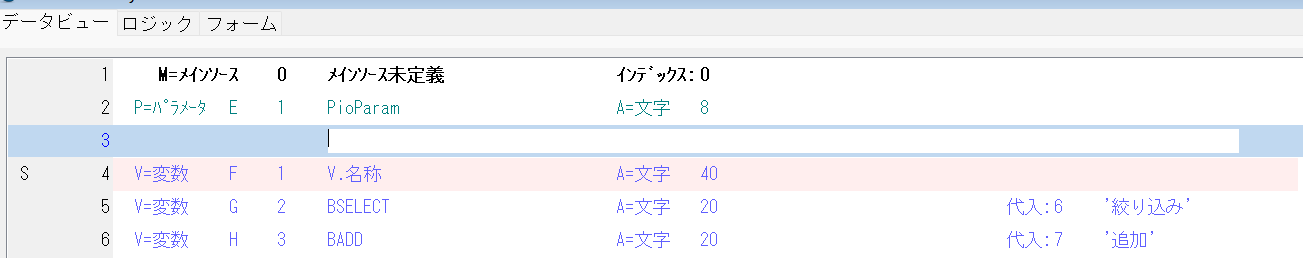 データビュー ロジック フォーム
1 M=ﾒｲﾝｿｰｽ 0 ﾒｲﾝｿｰｽ未定義 ｲﾝﾃﾞｯｸｽ:0
2 P=ﾊﾟﾗﾒｰﾀ E 1 PioParam A=文字 8
3
S 4 V=変数 F 1 V.名称 A=文字 40
5 V=変数 G 2 BSELECT A=文字 20 代入:6 '絞り込み'
6 V=変数 H 3 BADD A=文字 20 代入:7 '追加'